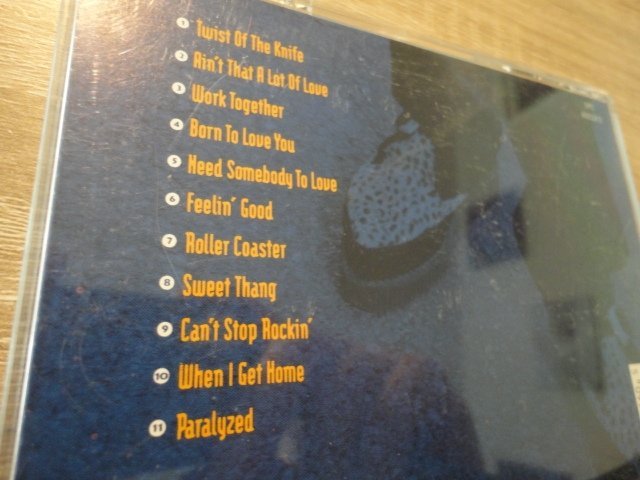 1 Twist Of The Knife
2 Ain't That A Lot Of Love
3 Work Together
4 Born To Love You
5 Need Somebody To Love
6 Feelin' Good
7 Roller Coaster
8 Sweet Thang
9 Can't Stop Rockin'
10 When I Get Home
11 Paralyzed